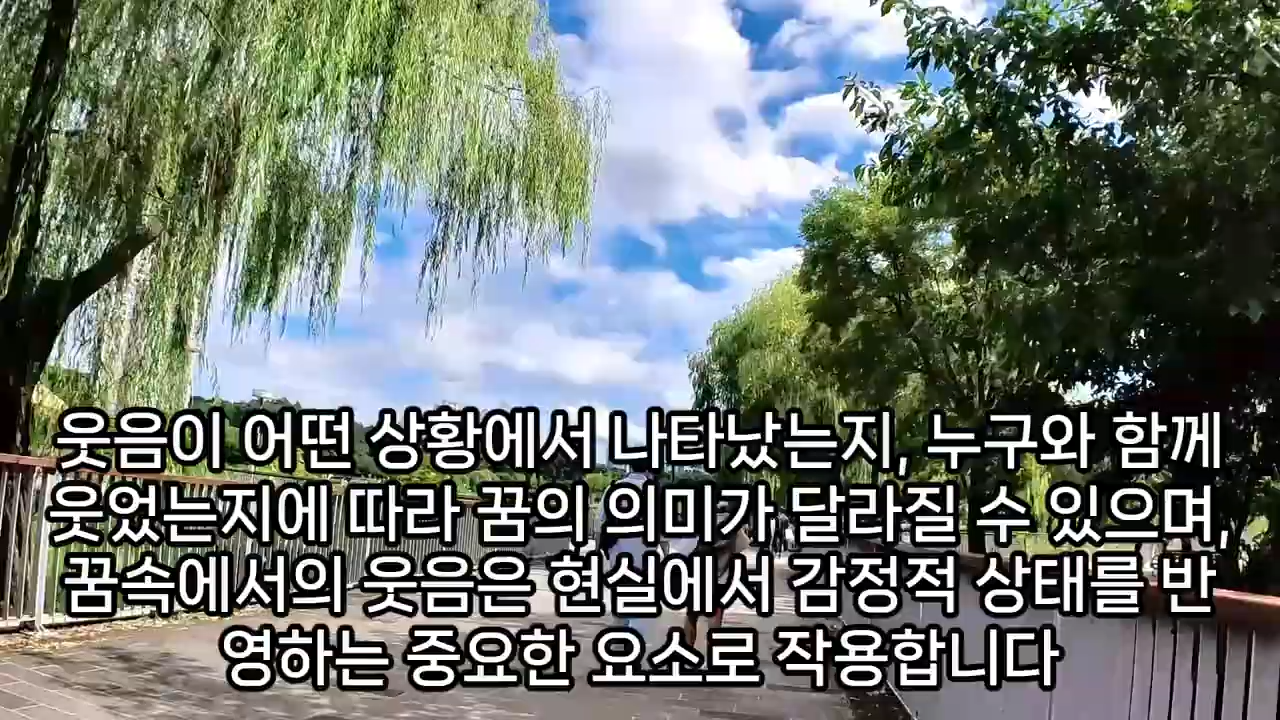 웃음이 어떤 상황에서 나타났는지, 누구와 함께
웃었는지에 따라 꿈의 의미가 달라질 수 있으며,
꿈속에서의 웃음은 현실에서 감정적 상태를 반
영하는 중요한 요소로 작용합니다